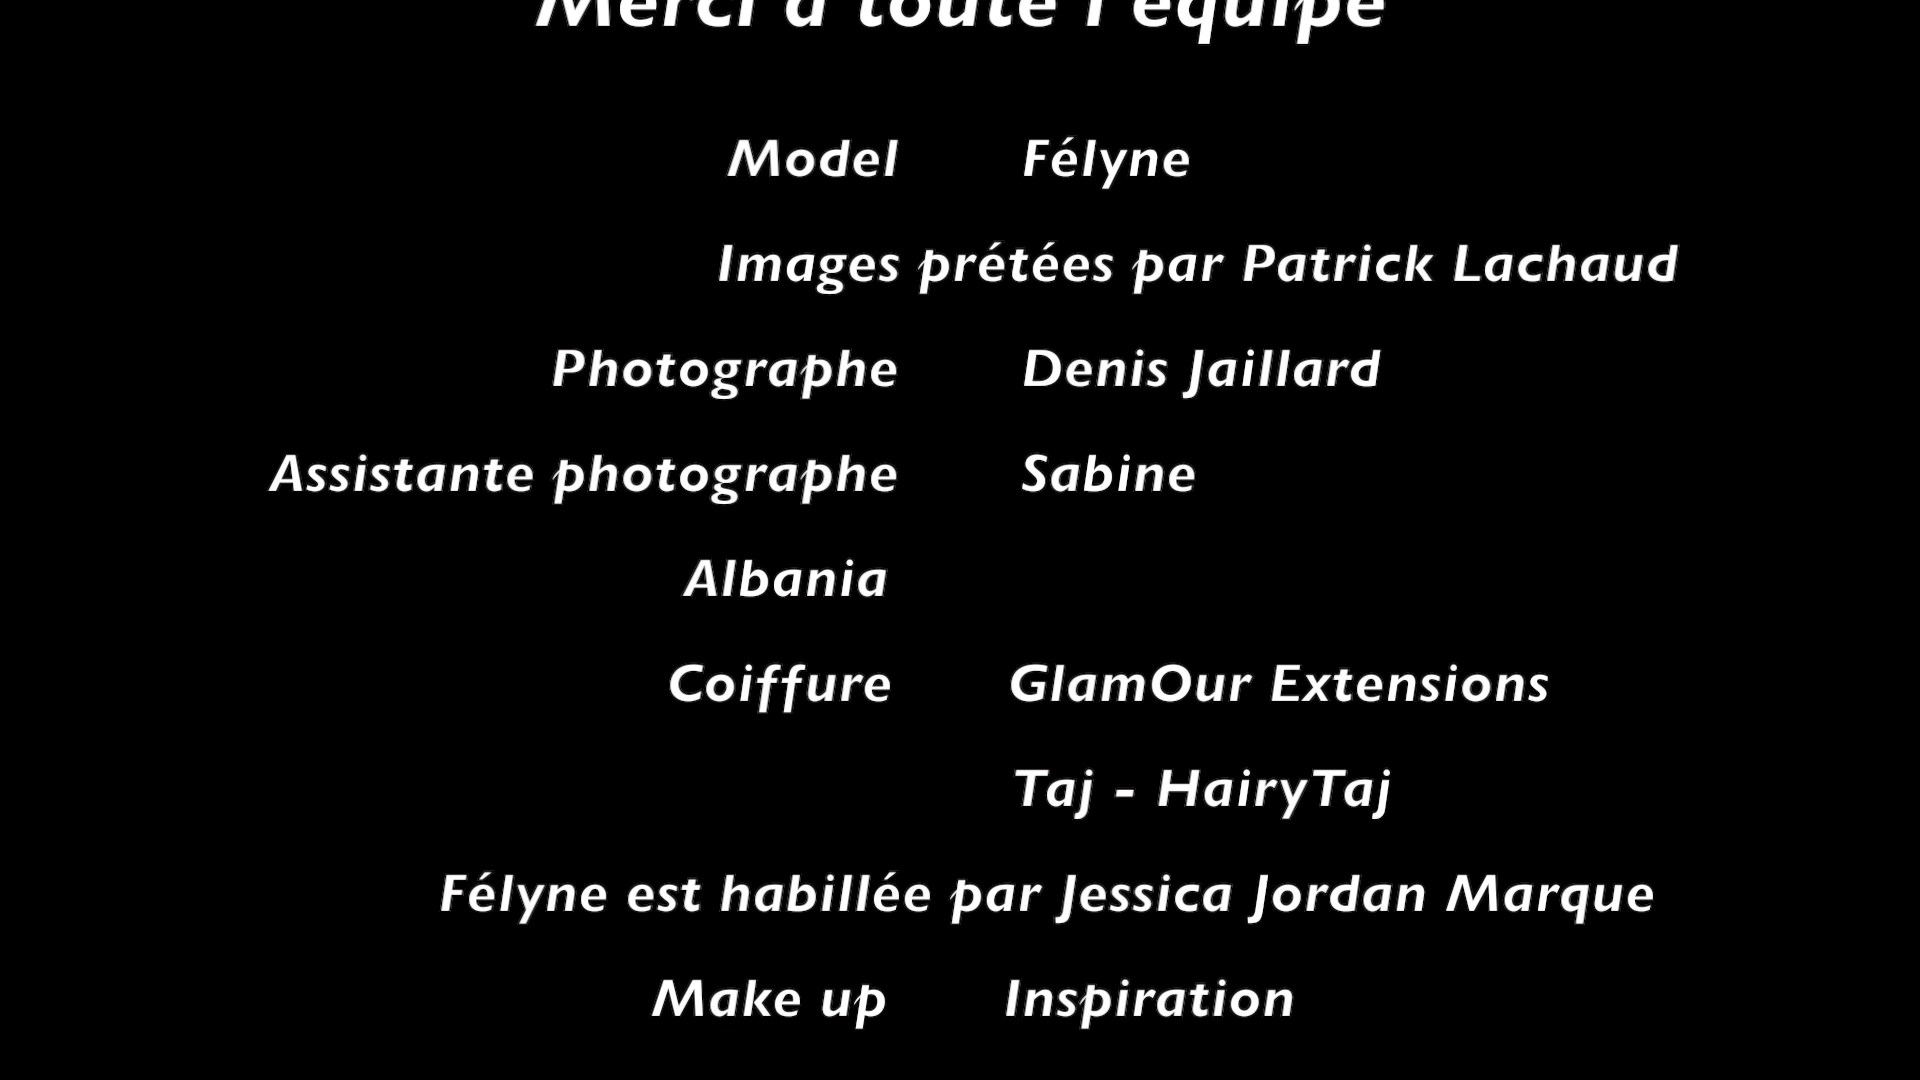 Merci à toute l'équipe
Model Félyne
Images prétées par Patrick Lachaud
Photographe Denis Jaillard
Assistante photographe Sabine
Albania
Coiffure GlamOur Extensions
Taj - HairyTaj
Félyne est habillée par Jessica Jordan Marque
Make up Inspiration